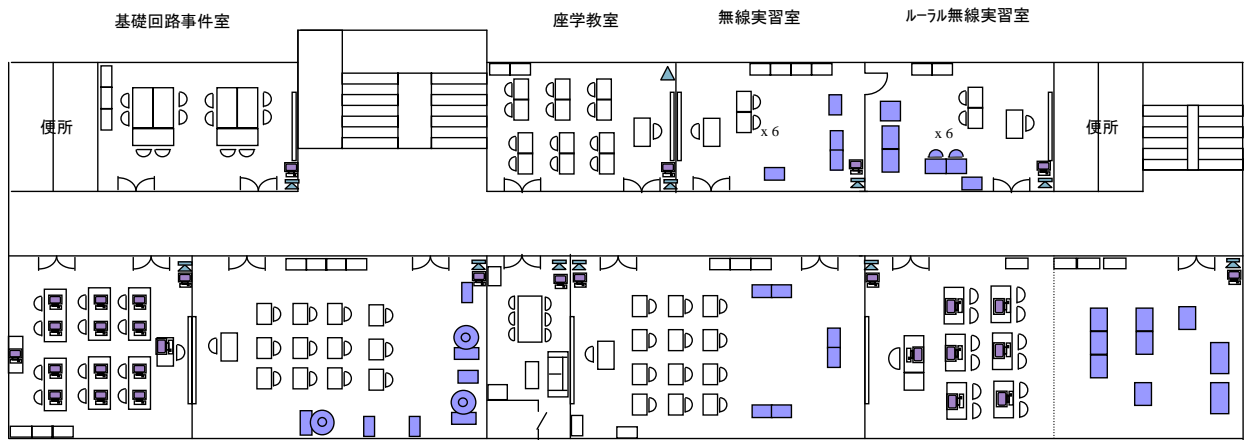 基礎回路事件室
座学教室
無線実習室
ルーラル無線実習室
便所
x 6
x 6
便所